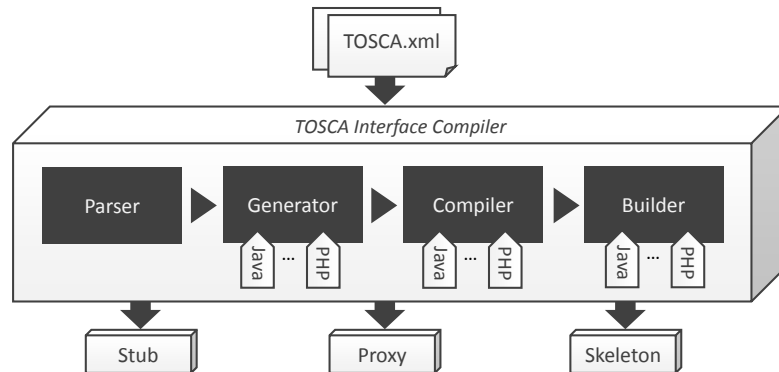 TOSCA.xml
TOSCA Interface Compiler
Parser
Generator
Compiler
Builder
Java
...
PHP
Java
...
PHP
Java
...
PHP
Stub
Proxy
Skeleton